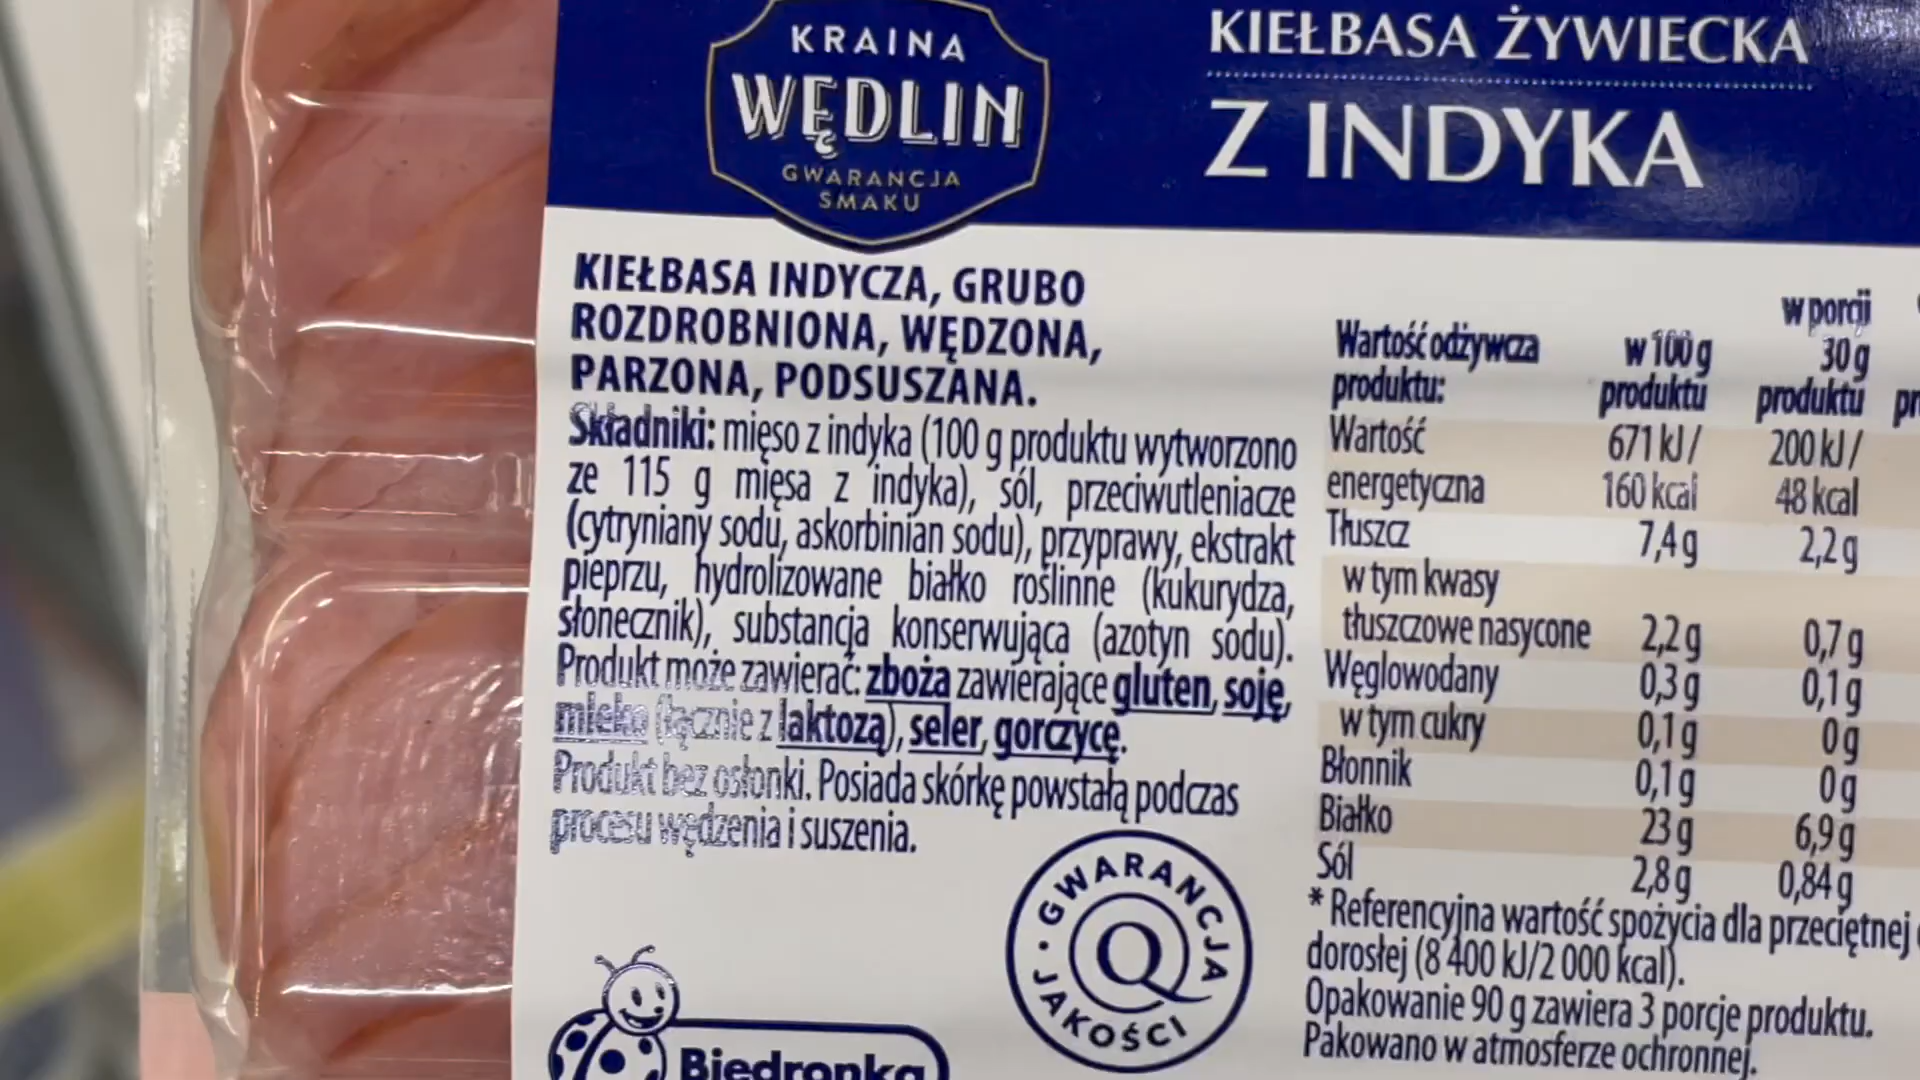 KRAINA
WĘDLIN
GWARANCJA
SMAKU
KIEŁBASA ŻYWIECKA
Z INDYKA
KIEŁBASA INDYCZA, GRUBO
ROZDROBNIONA, WĘDZONA,
PARZONA, PODSUSZANA.
Składniki: mięso z indyka (100 g produktu wytworzono
ze 115 g mięsa z indyka), sól, przeciwutleniacze
(cytryniany sodu, askorbinian sodu), przyprawy, ekstrakt
pieprzu, hydrolizowane białko roślinne (kukurydza,
słonecznik), substancja konserwująca (azotyn sodu).
Produkt może zawierać: zboża zawierające gluten, soję,
mleko (łącznie z laktozą), seler, gorczycę.
Produkt bez osłonki. Posiada skórkę powstałą podczas
procesu wędzenia i suszenia.
GWARANCJA
Q
JAKOŚCI
Biedronka
Wartość odżywcza produktu: w 100 g produktu w porcji 30 g produktu
Wartość energetyczna 671 kJ / 160 kcal 200 kJ / 48 kcal
Tłuszcz 7,4 g 2,2 g
w tym kwasy
tłuszczowe nasycone 2,2 g 0,7 g
Węglowodany 0,3 g 0,1 g
w tym cukry 0,1 g 0 g
Błonnik 0,1 g 0 g
Białko 23 g 6,9 g
Sól 2,8 g 0,84 g
* Referencyjna wartość spożycia dla przeciętnej
dorosłej (8 400 kJ/2 000 kcal).
Opakowanie 90 g zawiera 3 porcje produktu.
Pakowano w atmosferze ochronnej.